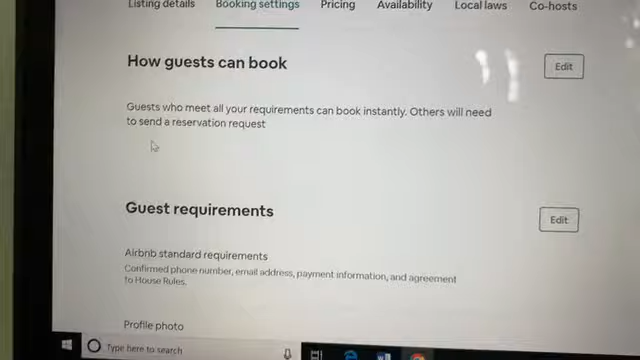 Listing details Booking settings Pricing Availability Local laws Co-hosts
How guests can book
Edit
Guests who meet all your requirements can book instantly. Others will need
to send a reservation request
Guest requirements
Edit
Airbnb standard requirements
Confirmed phone number, email address, payment information, and agreement
to House Rules.
Profile photo
Type here to search